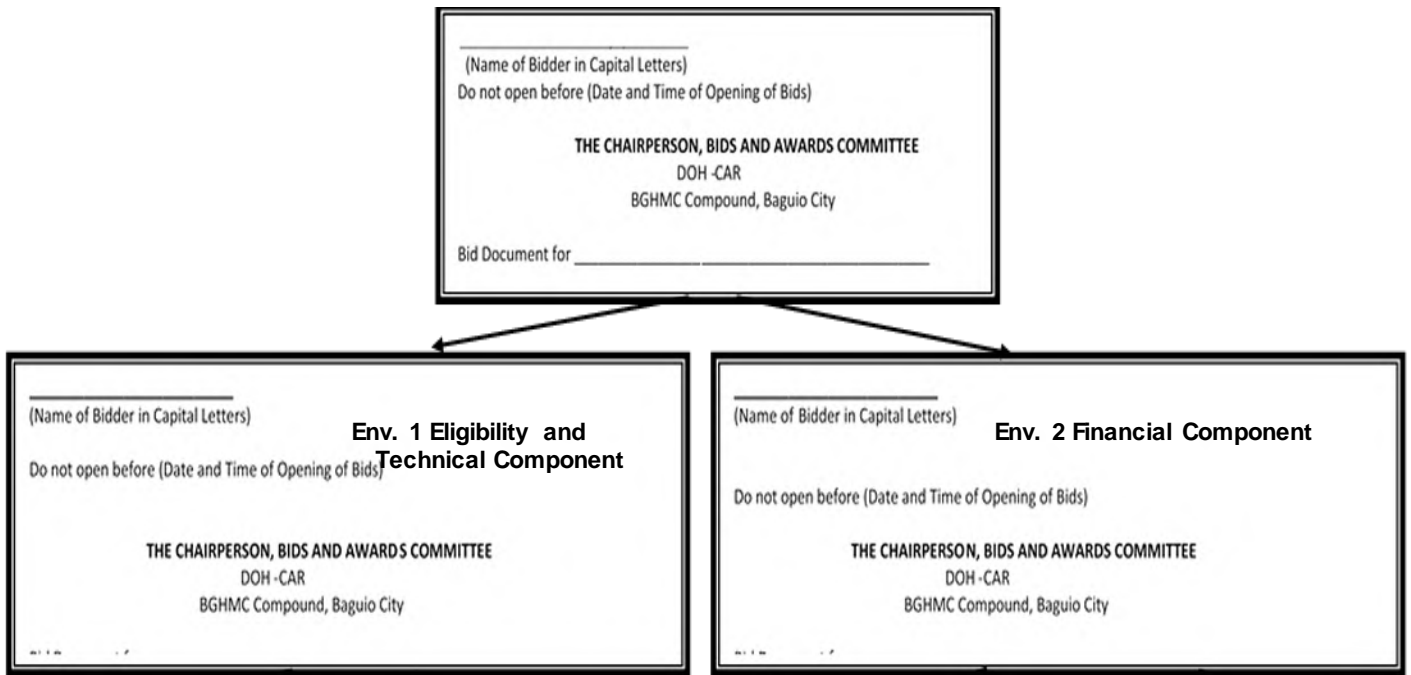 ____________________
(Name of Bidder in Capital Letters)
Do not open before (Date and Time of Opening of Bids)
THE CHAIRPERSON, BIDS AND AWARDS COMMITTEE
DOH -CAR
BGHMC Compound, Baguio City
Bid Document for ______________________________
____________________
(Name of Bidder in Capital Letters)
Env. 1 Eligibility and
Technical Component
Do not open before (Date and Time of Opening of Bids)
THE CHAIRPERSON, BIDS AND AWARDS COMMITTEE
DOH -CAR
BGHMC Compound, Baguio City
____________________
(Name of Bidder in Capital Letters)
Env. 2 Financial Component
Do not open before (Date and Time of Opening of Bids)
THE CHAIRPERSON, BIDS AND AWARDS COMMITTEE
DOH -CAR
BGHMC Compound, Baguio City